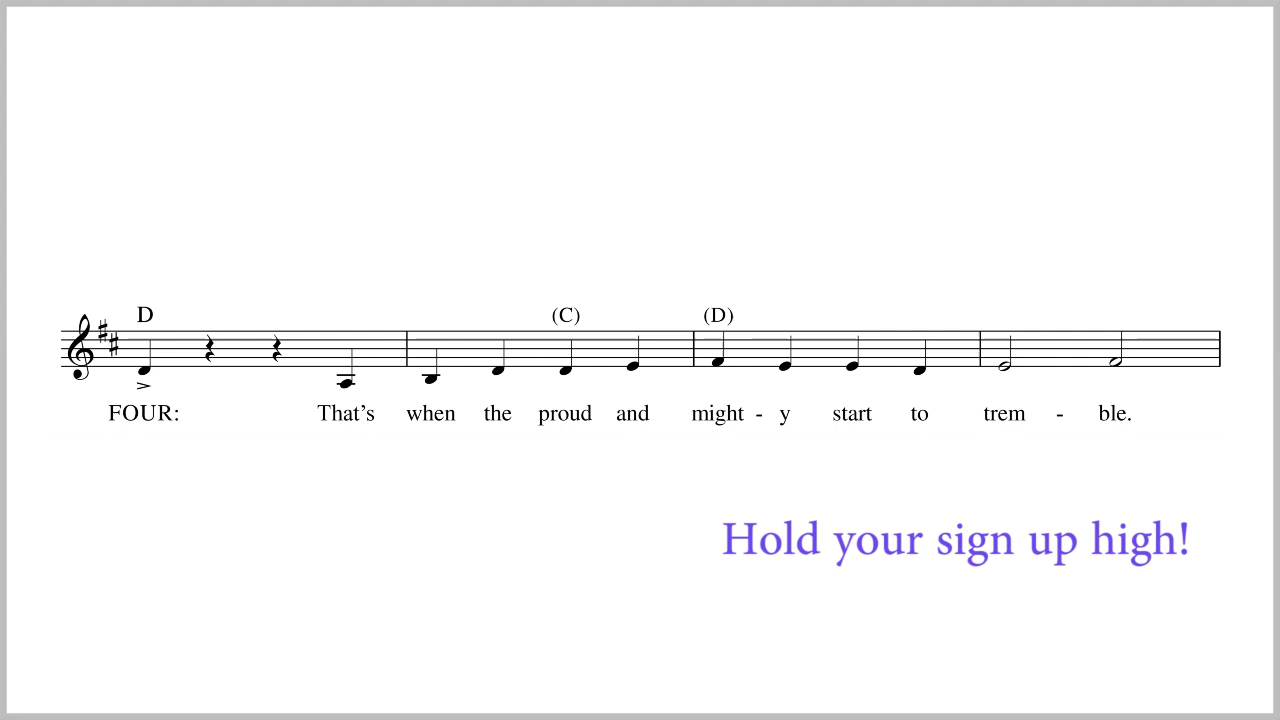 D (C) (D)
FOUR: That's when the proud and might - y start to trem - ble.
Hold your sign up high!